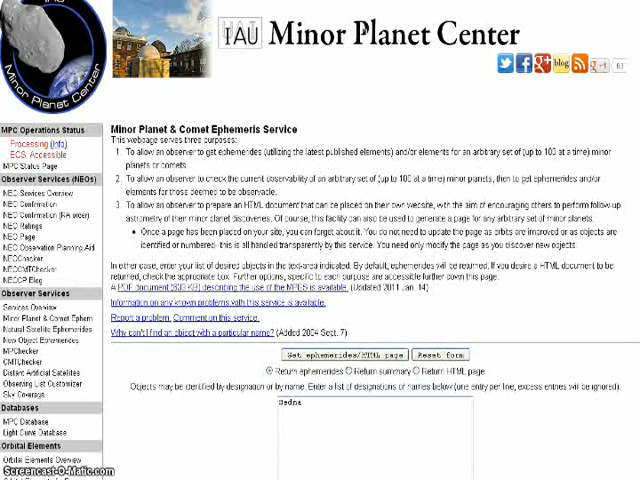 IAU Minor Planet Center
Minor Planet Center
MPC Operations Status
Processing (Info)
ECS: Accessible
MPC Status Page
Observer Services (NEOs)
NEO Services Overview
NEO Confirmation
NEO Confirmation (RA order)
NEO Ratings
NEO Page
NEO Observation Planning Aid
NEOChecker
NEOCMTChecker
NEOCP Blog
Observer Services
Services Overview
Minor Planet & Comet Ephem
Natural Satellite Ephemerides
New Object Ephemerides
MPChecker
CMTChecker
Distant Artificial Satellites
Observing List Customizer
Sky Coverage
Databases
MPC Database
Light Curve Database
Orbital Elements
Orbital Elements Overview
Minor Planet & Comet Ephemeris Service
This webpage serves three purposes:
1. To allow an observer to get ephemerides (utilizing the latest published elements) and/or elements for an arbitrary set of (up to 100 at a time) minor
planets or comets.
2. To allow an observer to check the current observability of an arbitrary set (up to 100 at a time) minor planets, then to get ephemerides and/or
elements for those deemed to be observable.
3. To allow an observer to prepare an HTML document that can be placed on their own website, with the aim of encouraging others to perform follow up
astrometry of their minor planet discoveries. Of course, this facility can also be used to generate a page for any arbitrary set of minor planets.
• Once a page has been placed on your site, you can forget about it. You do not need to update the page as orbits are improved or as objects are
identified or numbered--this is all handled transparently by this service. You need only modify the page as you discover new objects.
In either case, enter your list of desired objects in the text-area indicated. By default, ephemerides will be returned. If you desire a HTML document to be
returned, check the appropriate box. Further options, specific to each purpose are accessible further down this page.
A PDF document (633 KB) describing the use of the MPES is available. (Updated 2011 Jan. 14)
Information on any known problems with this service is available.
Report a problem. Comment on this service.
Why can't I find an object with a particular name? (Added 2004 Sept. 7)
Get ephemerides/HTML page Reset form
Return ephemerides Return summary Return HTML page
Objects may be identified by designation or by name. Enter a list of designations or names below (one entry per line, excess entries will be ignored).
Sedna
blog
Screencast-O-Matic.com